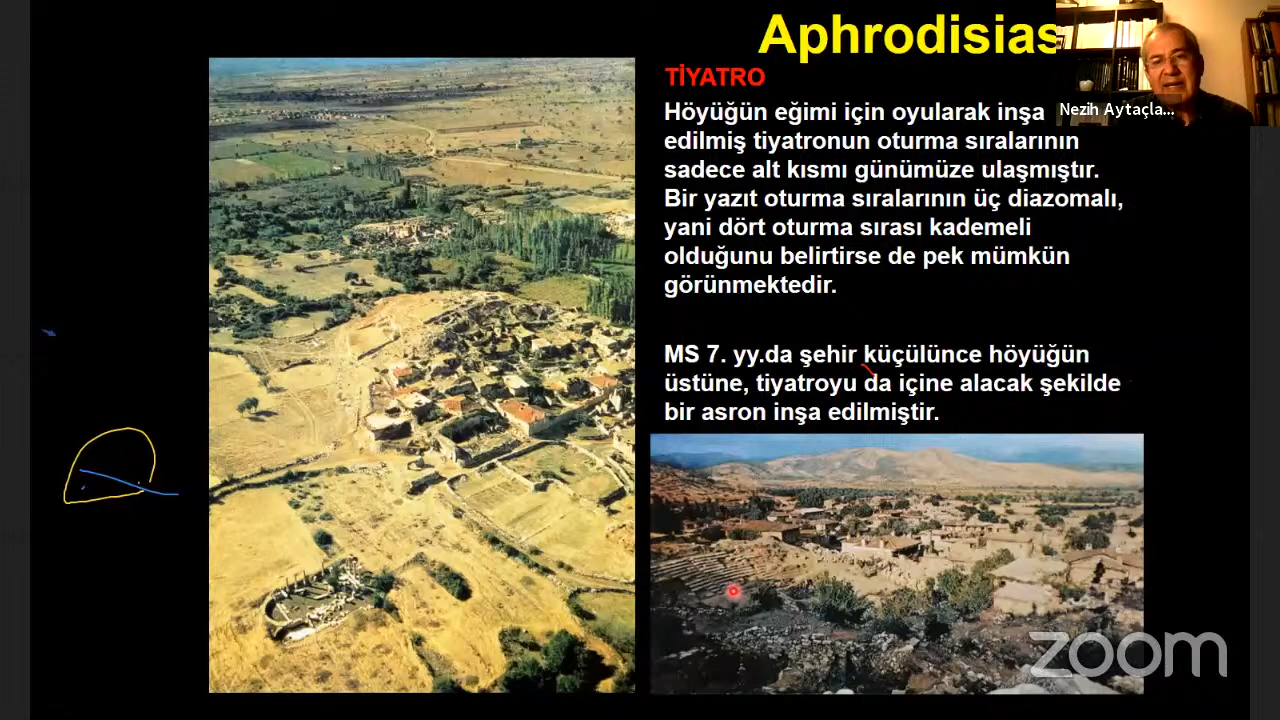 Aphrodisias
TİYATRO
Höyüğün eğimi için oyularak inşa
edilmiş tiyatronun oturma sıralarının
sadece alt kısmı günümüze ulaşmıştır.
Bir yazıt oturma sıralarının üç diazomalı,
yani dört oturma sırası kademeli
olduğunu belirtirse de pek mümkün
görünmektedir.
MS 7. yy.da şehir küçülünce höyüğün
üstüne, tiyatroyu da içine alacak şekilde
bir asron inşa edilmiştir.
Nezih Aytaçla...
zoom